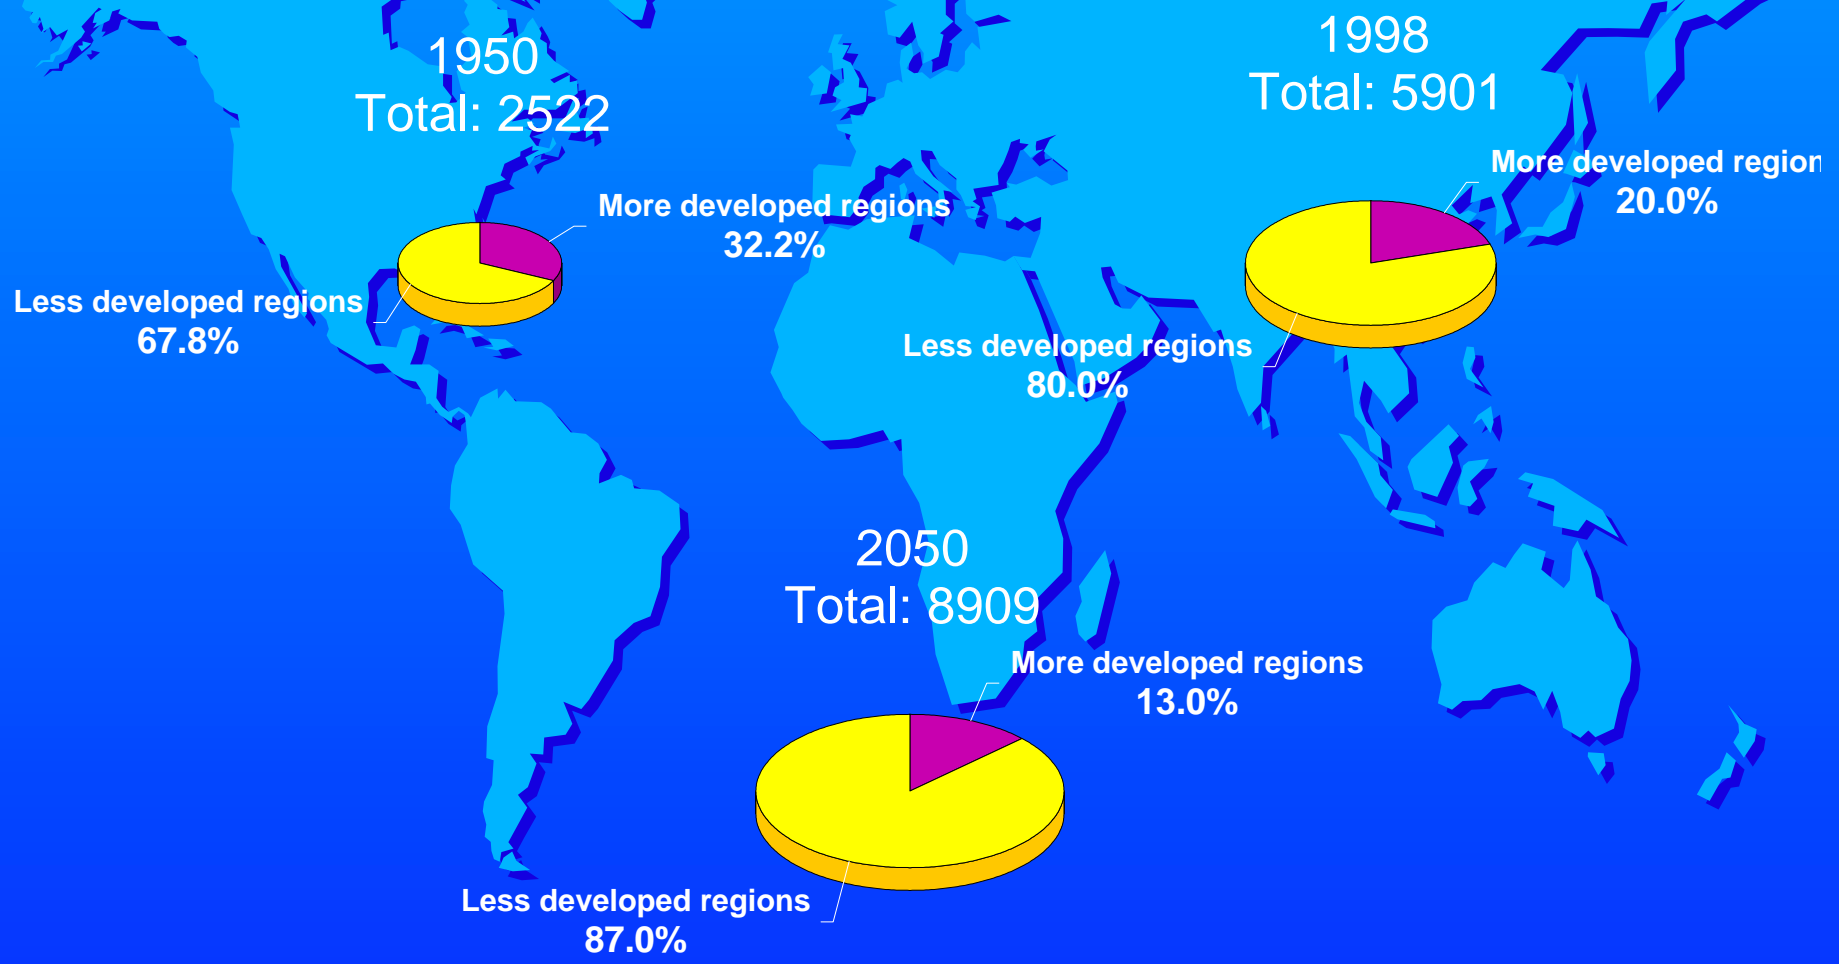 1950
Total: 2522
More developed regions
32.2%
Less developed regions
67.8%
1998
Total: 5901
More developed region
20.0%
Less developed regions
80.0%
2050
Total: 8909
More developed regions
13.0%
Less developed regions
87.0%